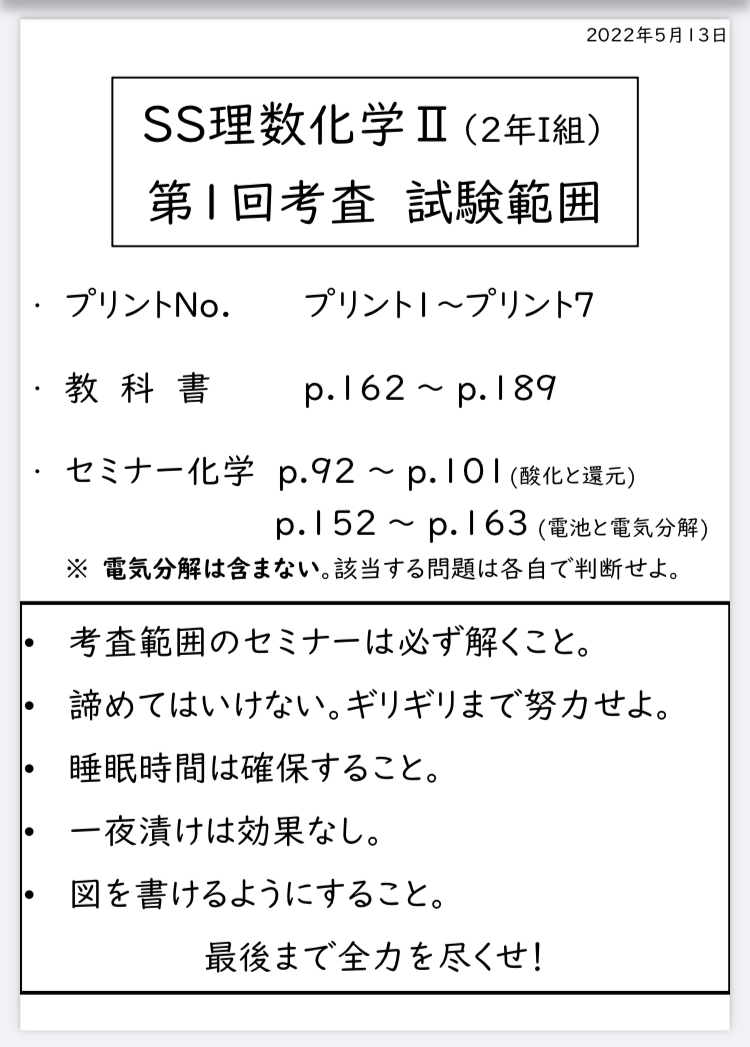 2022年5月13日
SS理数化学Ⅱ（2年I組）
第1回考査 試験範囲
・ プリントNo.　プリント1～プリント7
・ 教 科 書　p.162 ～ p.189
・ セミナー化学 p.92 ～ p.101(酸化と還元)
p.152 ～ p.163 (電池と電気分解)
※ 電気分解は含まない。該当する問題は各自で判断せよ。
• 考査範囲のセミナーは必ず解くこと。
• 諦めてはいけない。ギリギリまで努力せよ。
• 睡眠時間は確保すること。
• 一夜漬けは効果なし。
• 図を書けるようにすること。
最後まで全力を尽くせ！